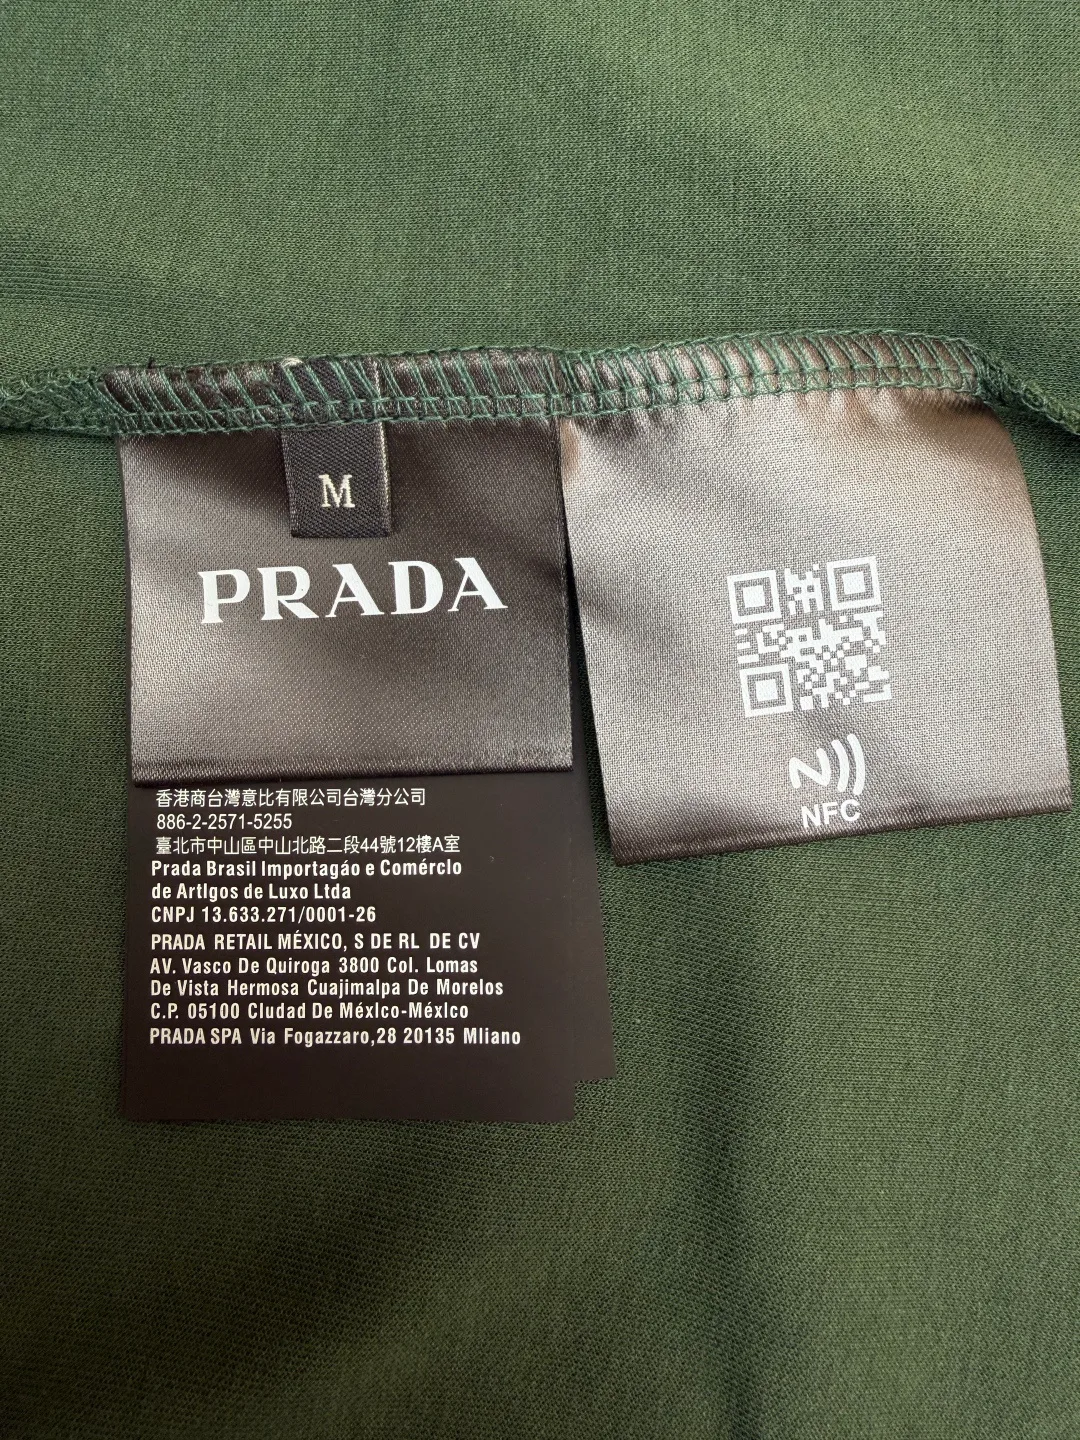 M
PRADA
香港商台灣意比有限公司台灣分公司
886-2-2571-5255
臺北市中山區中山北路二段44號12樓A室
Prada Brasil lmportagáo e Comérclo
de Artlgos de Luxo Ltda
CNPJ 13.633.271/0001-26
PRADA RETAIL MÉXICO, S DE RL DE CV
AV. Vasco De Quiroga 3800 Col. Lomas
De Vista Hermosa Cuajimalpa De Morelos
C.P. 05100 Cludad De Méxlco-México
PRADA SPA Via Fogazzaro,28 20135 Mliano
NFC